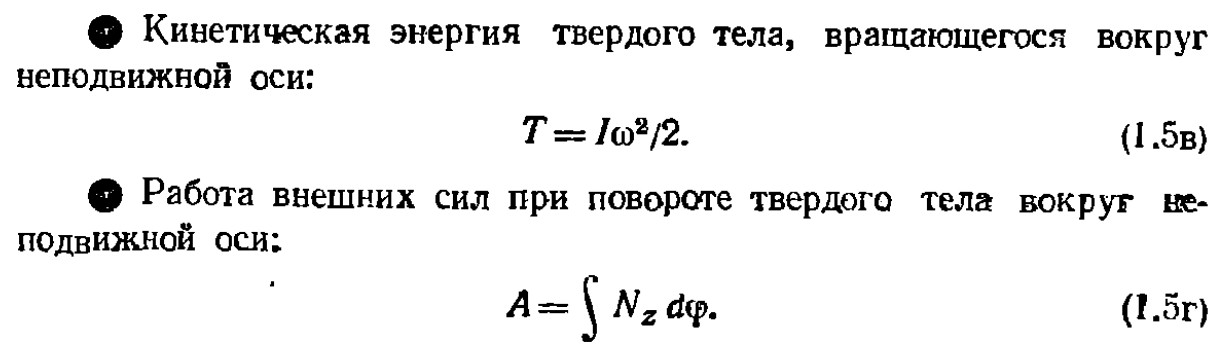 ● Кинетическая энергия твердого тела, вращающегося вокруг
неподвижной оси:
T = Iω²/2. (1.5в)
● Работа внешних сил при повороте твердого тела вокруг не-
подвижной оси:
A = ∫ N_z dφ. (1.5г)